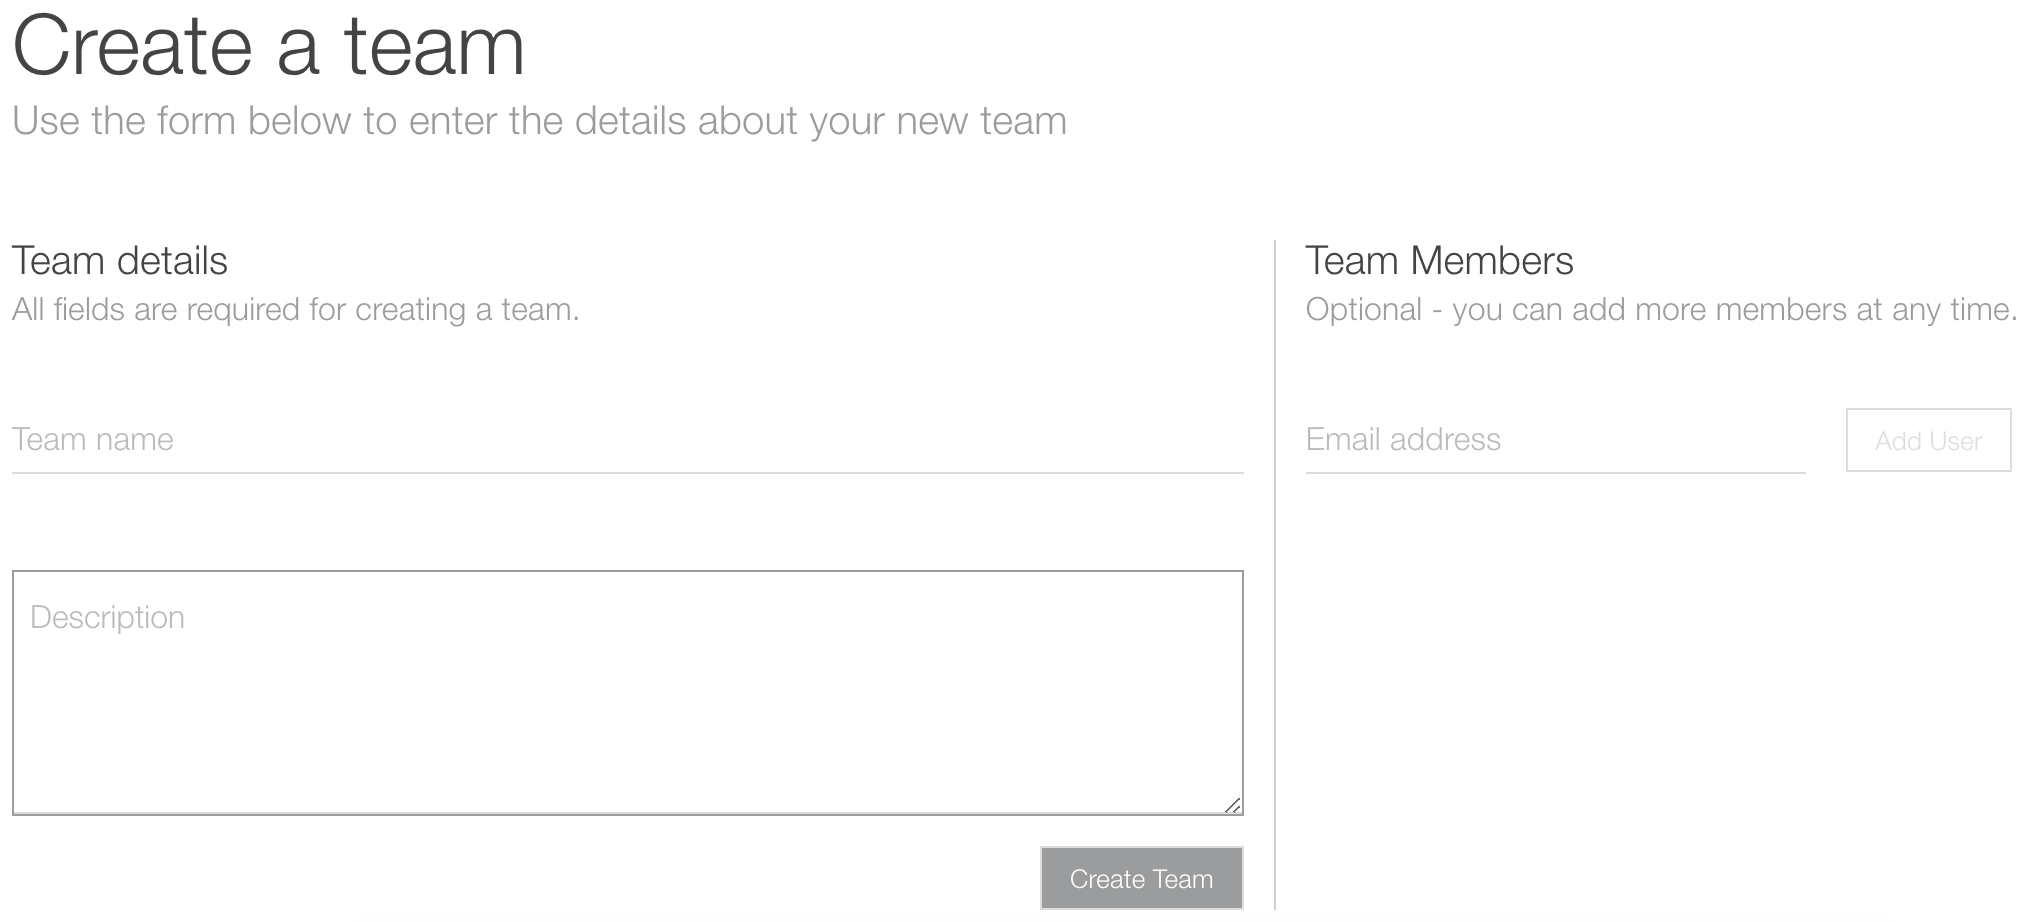 Create a team
Use the form below to enter the details about your new team
Team details
All fields are required for creating a team.
Team name
Description
Create Team
Team Members
Optional - you can add more members at any time.
Email address
Add User